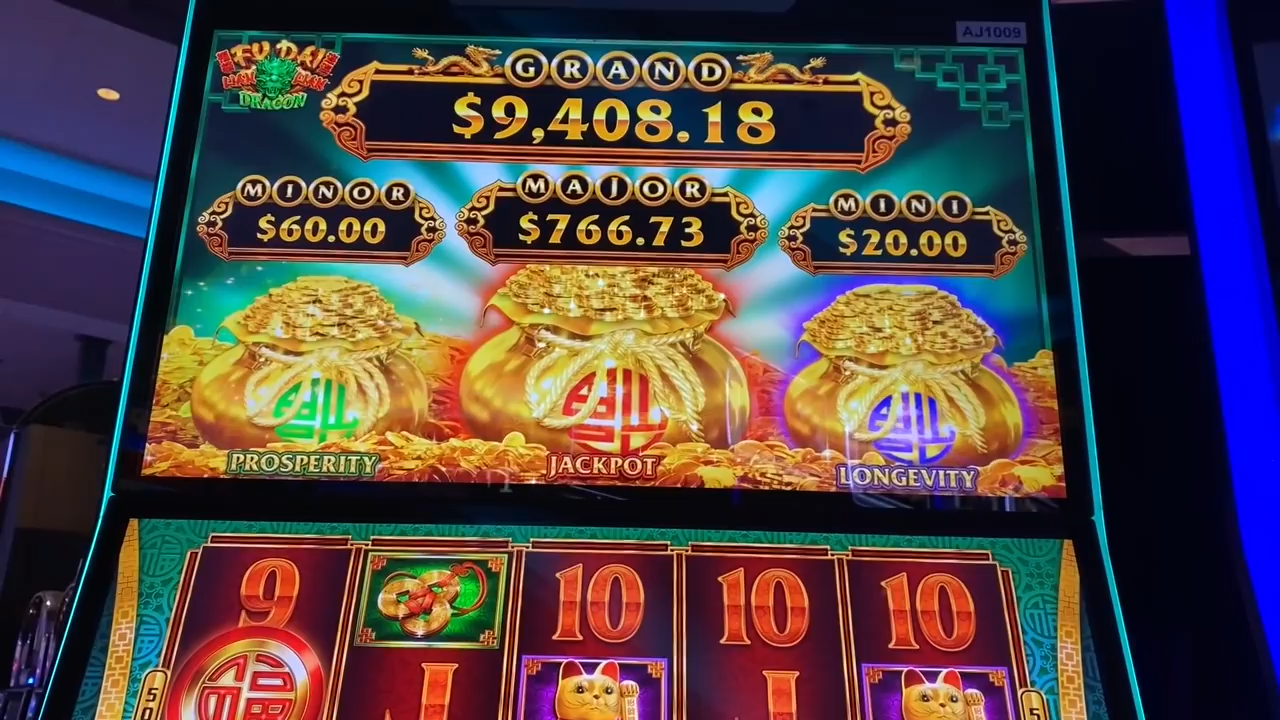 AJ1009
FU DAI
LIAN LIAN
DRAGON
GRAND
$9,408.18
MINOR
$60.00
MAJOR
$766.73
MINI
$20.00
PROSPERITY
JACKPOT
LONGEVITY
9
10
10
10
J
J
福